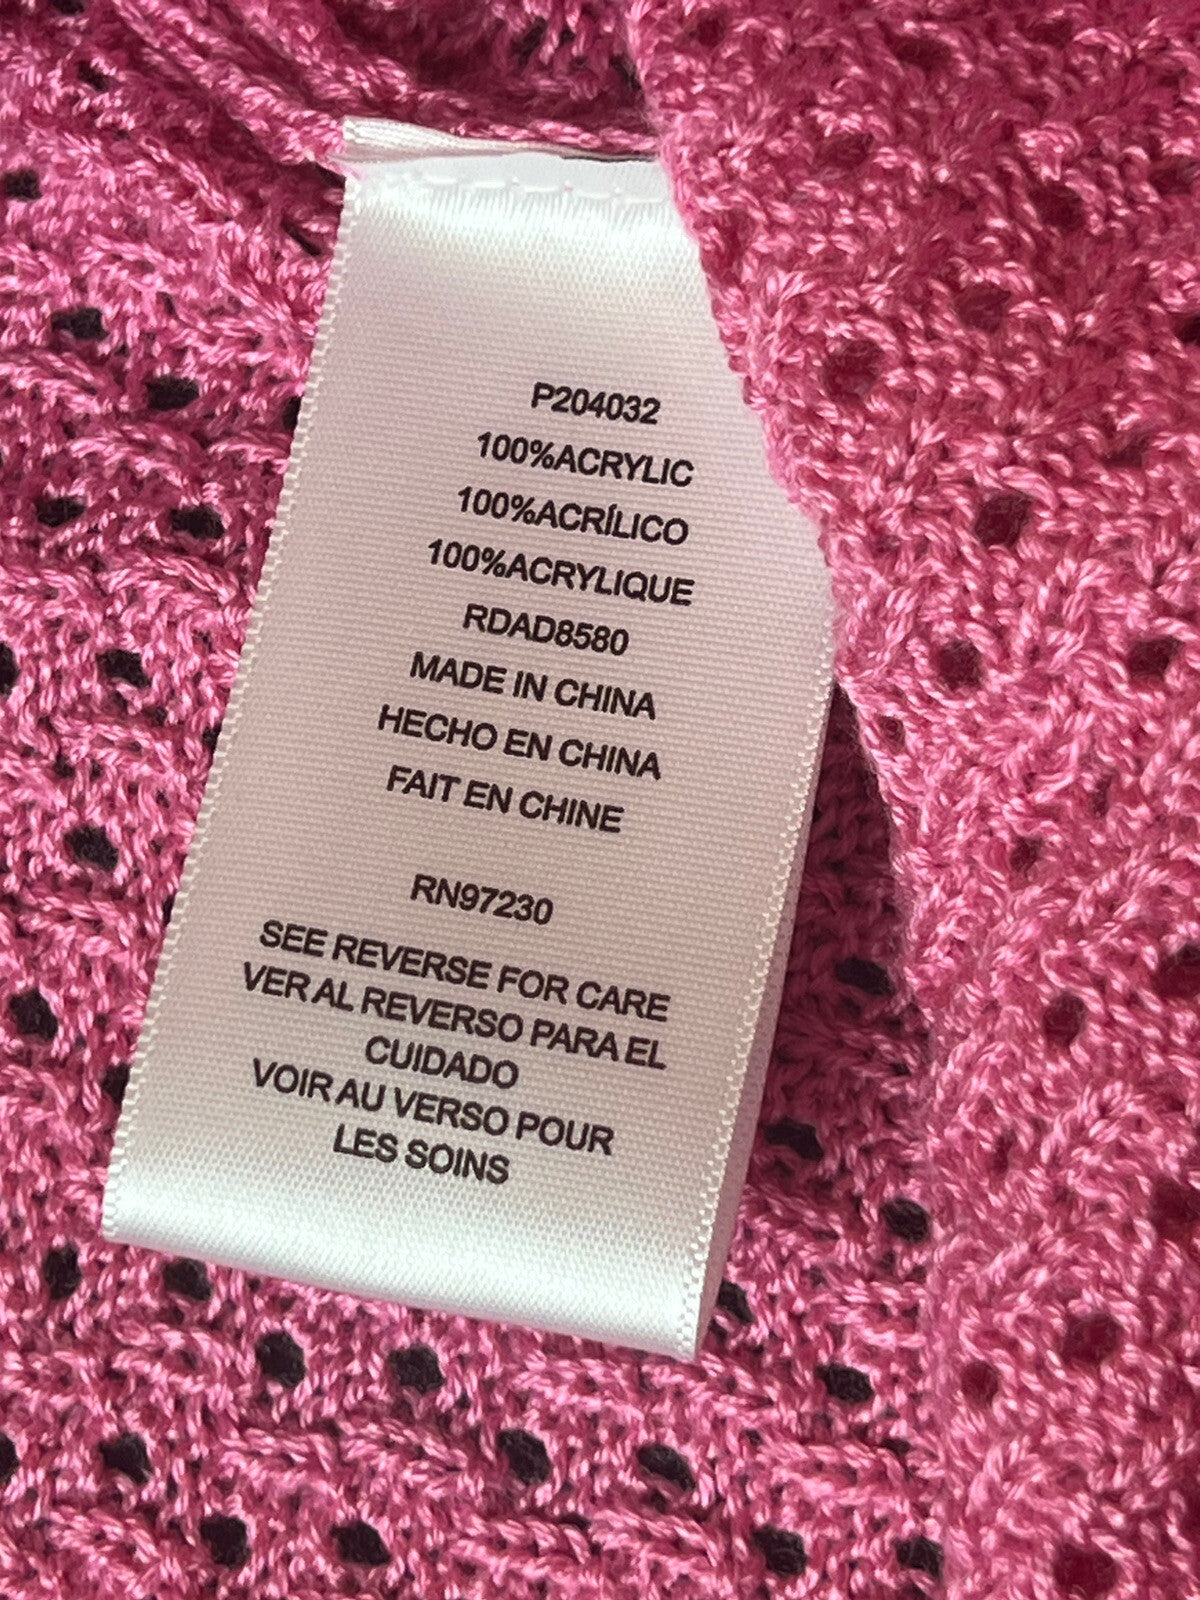 P204032
100%ACRYLIC
100%ACRÍLICO
100%ACRYLIQUE
RDAD8580
MADE IN CHINA
HECHO EN CHINA
FAIT EN CHINE
RN97230
SEE REVERSE FOR CARE
VER AL REVERSO PARA EL
CUIDADO
VOIR AU VERSO POUR
LES SOINS